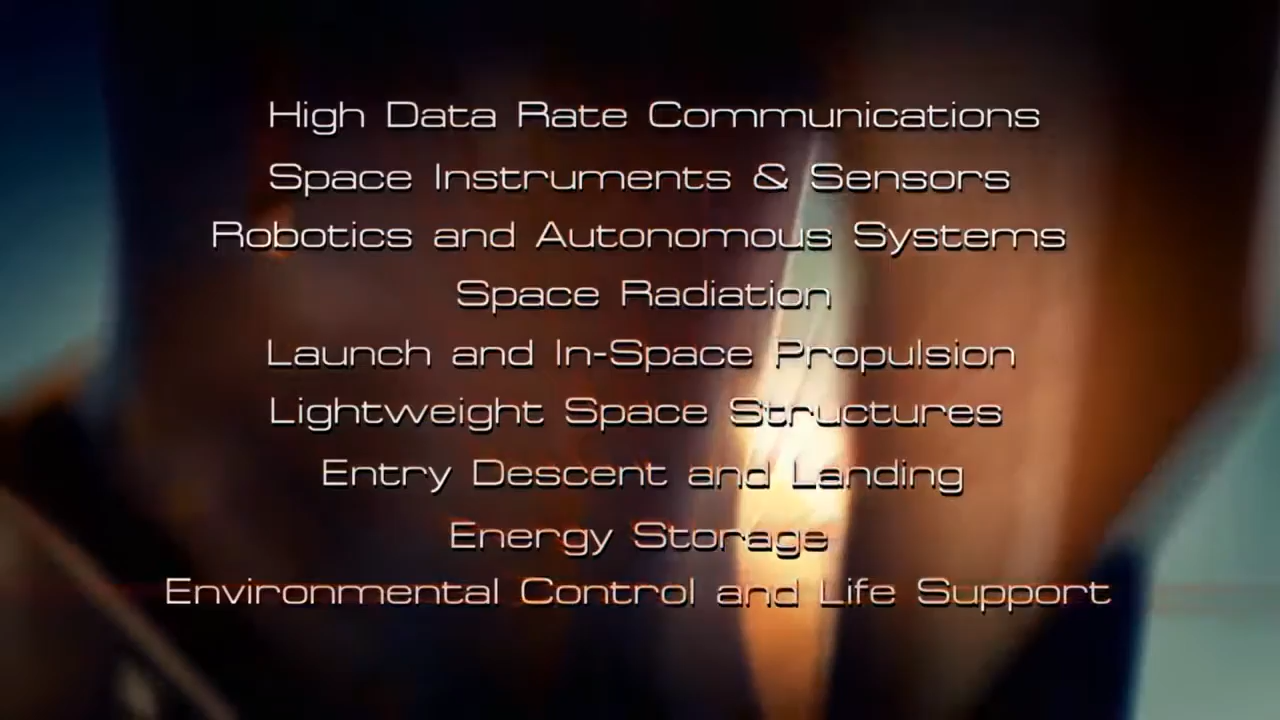 High Data Rate Communications
Space Instruments & Sensors
Robotics and Autonomous Systems
Space Radiation
Launch and In-Space Propulsion
Lightweight Space Structures
Entry Descent and Landing
Energy Storage
Environmental Control and Life Support